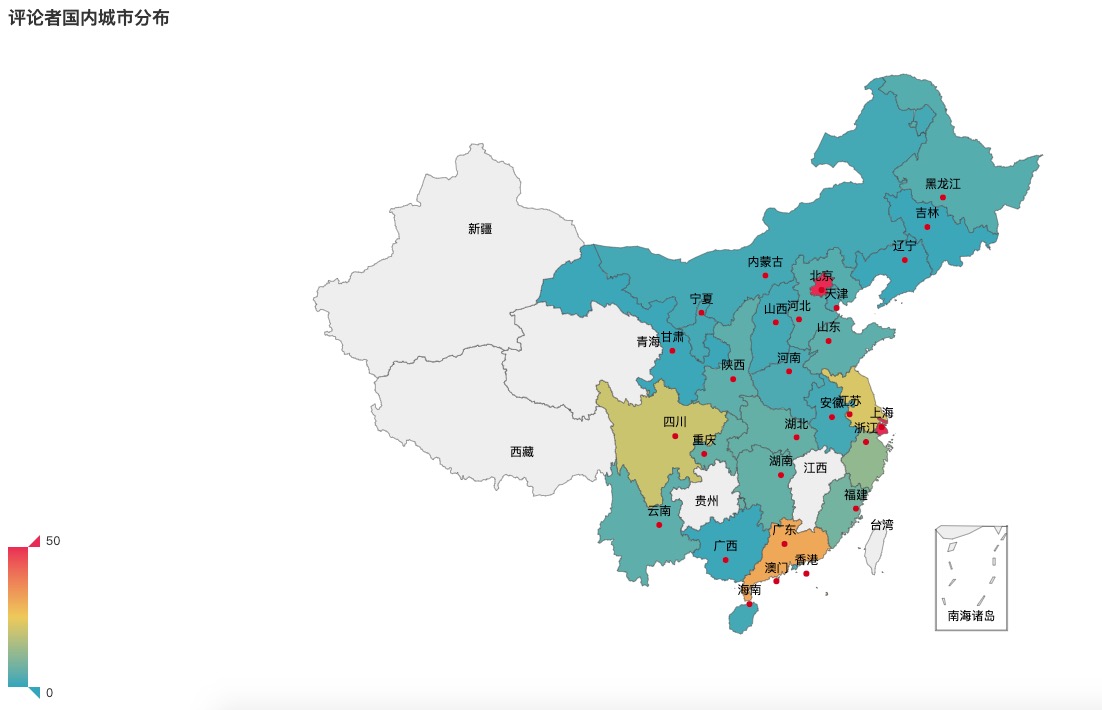 评论者国内城市分布
黑龙江
吉林
新疆
辽宁
内蒙古
北京
天津
宁夏
山西
河北
山东
青海
甘肃
陕西
河南
安徽
江苏
上海
四川
湖北
浙江
重庆
西藏
湖南
江西
贵州
福建
云南
台湾
广东
广西
香港
澳门
海南
南海诸岛
50
0